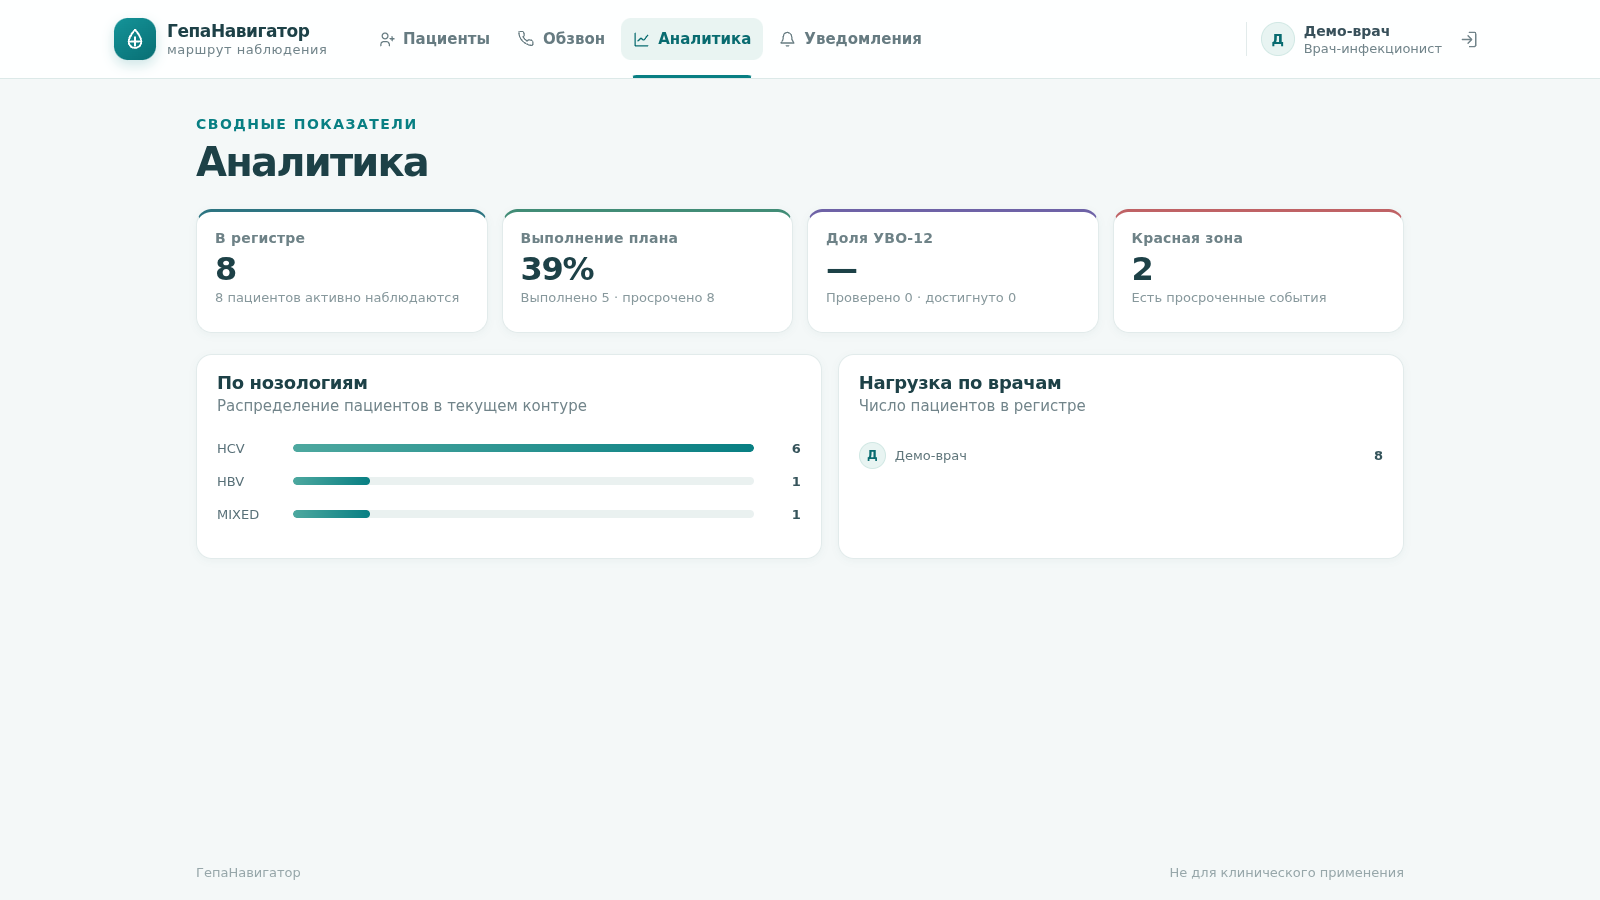 ГепаНавигатор
маршрут наблюдения
Пациенты
Обзвон
Аналитика
Уведомления
Д
Демо-врач
Врач-инфекционист
СВОДНЫЕ ПОКАЗАТЕЛИ
Аналитика
В регистре
8
8 пациентов активно наблюдаются
Выполнение плана
39%
Выполнено 5 · просрочено 8
Доля УВО-12
—
Проверено 0 · достигнуто 0
Красная зона
2
Есть просроченные события
По нозологиям
Распределение пациентов в текущем контуре
HCV 6
HBV 1
MIXED 1
Нагрузка по врачам
Число пациентов в регистре
Д Демо-врач 8
ГепаНавигатор
Не для клинического применения